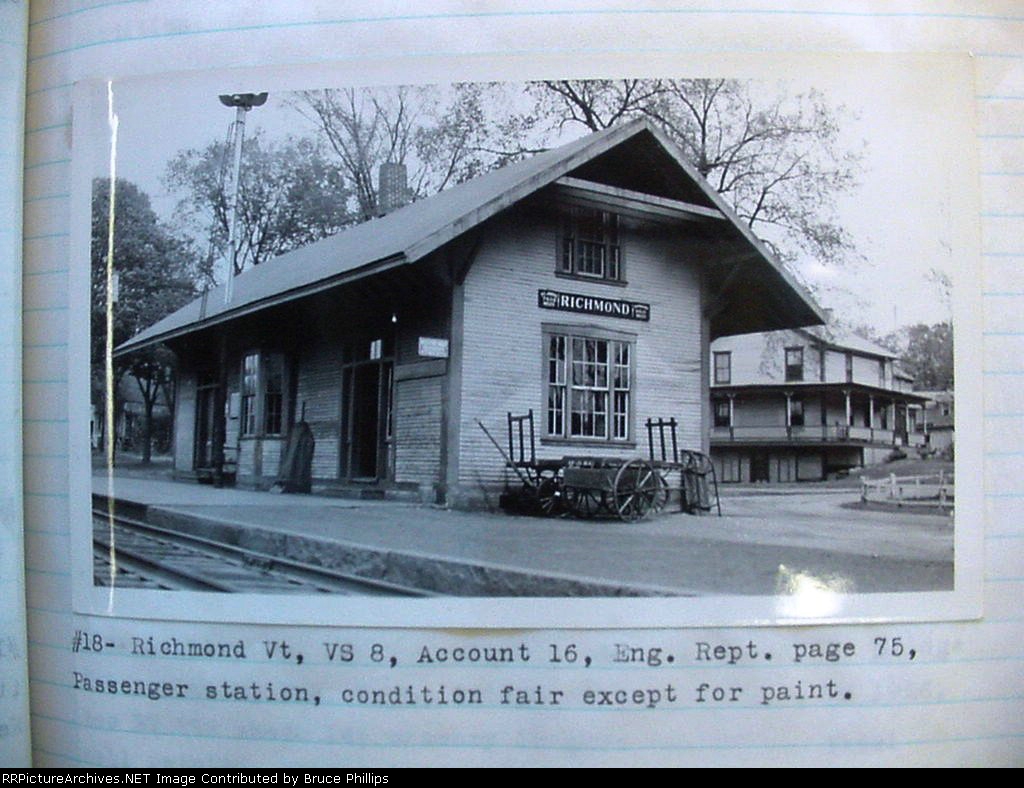 RICHMOND
#18- Richmond Vt, VS 8, Account 16, Eng. Rept. page 75,
Passenger station, condition fair except for paint.
RRPictureArchives.NET Image Contributed by Bruce Phillips